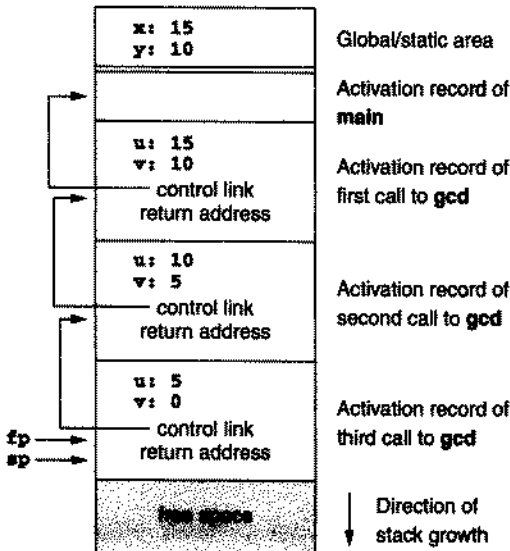 x: 15
y: 10
Global/static area
Activation record of
main
u: 15
v: 10
control link
return address
Activation record of
first call to gcd
u: 10
v: 5
control link
return address
Activation record of
second call to gcd
u: 5
v: 0
control link
return address
Activation record of
third call to gcd
fp
sp
free space
Direction of
stack growth